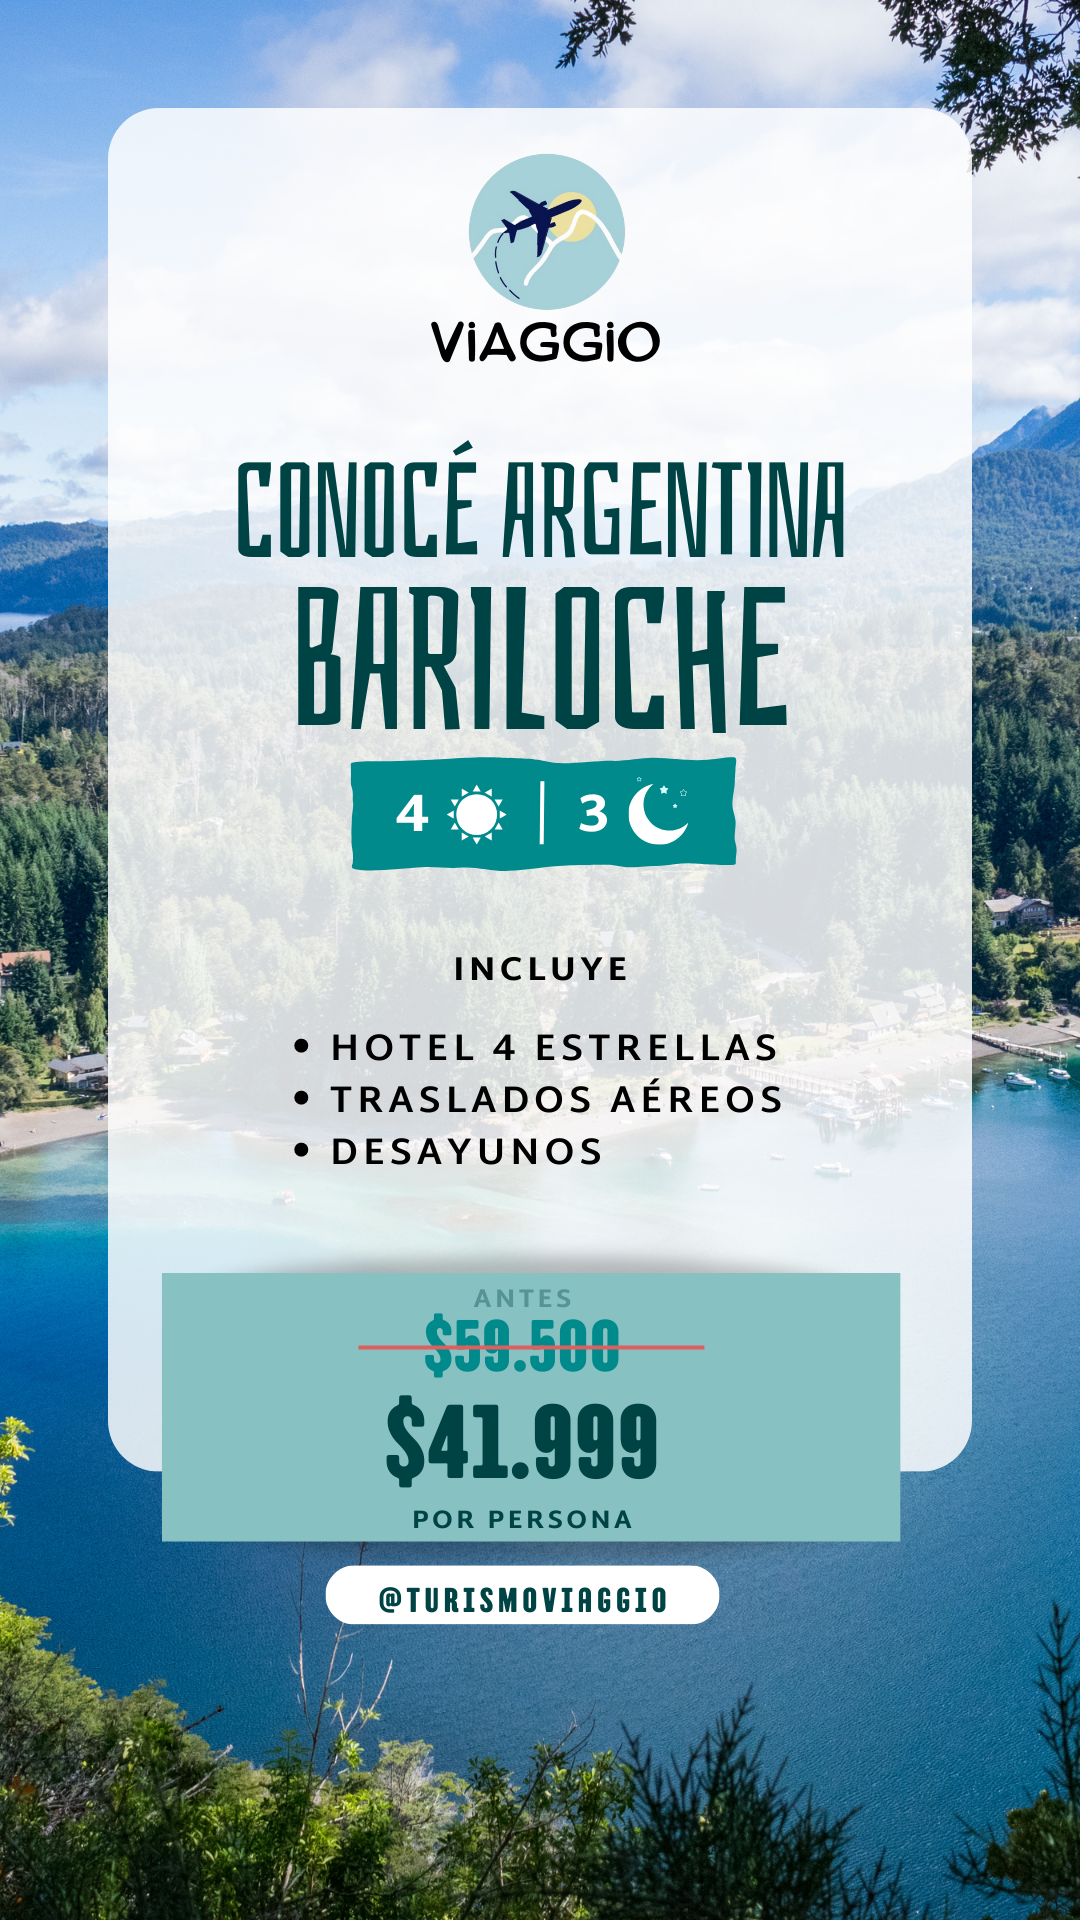 ViAGGiO
CONOCÉ ARGENTINA
BARILOCHE
4 | 3
INCLUYE
• HOTEL 4 ESTRELLAS
• TRASLADOS AÉREOS
• DESAYUNOS
ANTES
$59.500
$41.999
POR PERSONA
@TURISMOVIAGGIO